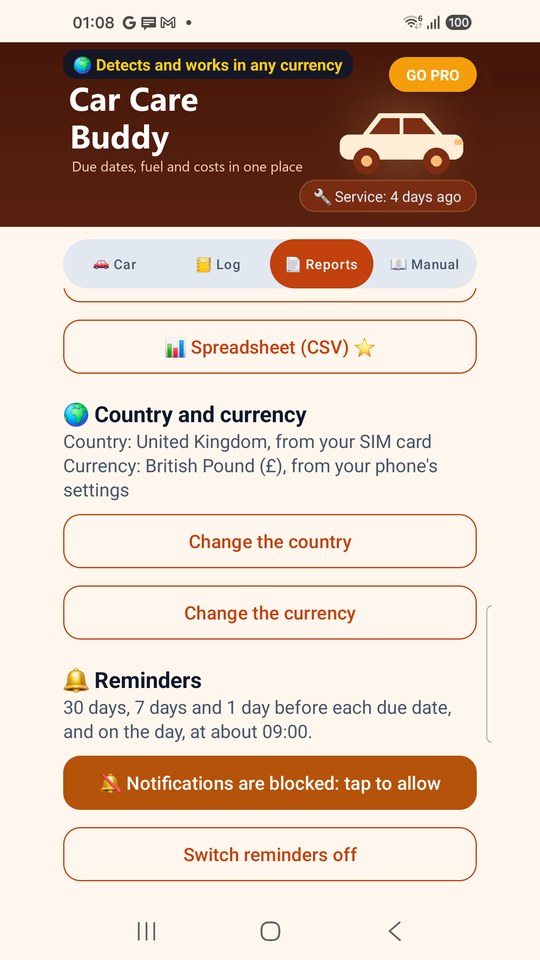 01:08
100
🌍 Detects and works in any currency
GO PRO
Car Care
Buddy
Due dates, fuel and costs in one place
🔧 Service: 4 days ago
🚗 Car
📒 Log
📄 Reports
📖 Manual
📊 Spreadsheet (CSV) ⭐
🌍 Country and currency
Country: United Kingdom, from your SIM card
Currency: British Pound (£), from your phone's
settings
Change the country
Change the currency
🔔 Reminders
30 days, 7 days and 1 day before each due date,
and on the day, at about 09:00.
🔕 Notifications are blocked: tap to allow
Switch reminders off